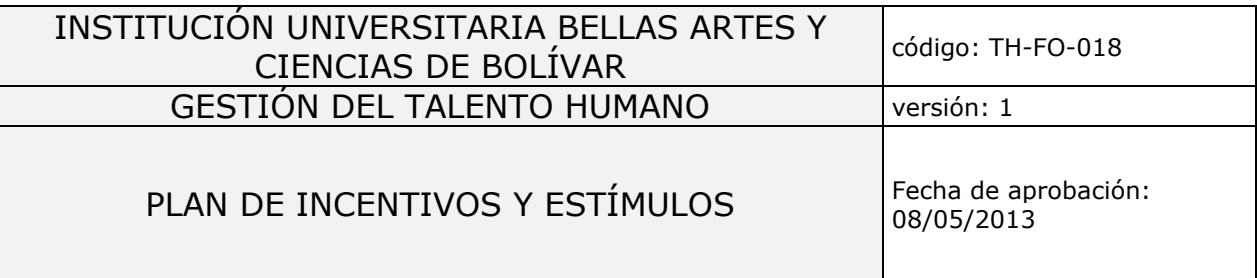 INSTITUCIÓN UNIVERSITARIA BELLAS ARTES Y
CIENCIAS DE BOLÍVAR
código: TH-FO-018
GESTIÓN DEL TALENTO HUMANO
versión: 1
PLAN DE INCENTIVOS Y ESTÍMULOS
Fecha de aprobación:
08/05/2013